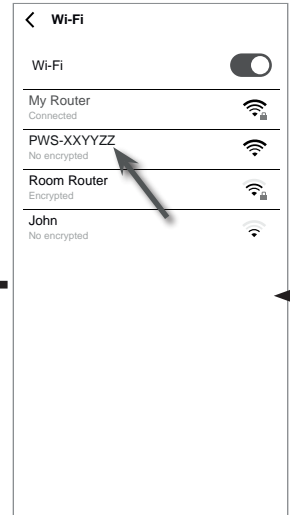 Wi-Fi
Wi-Fi
My Router
Connected
PWS-XXYYZZ
No encrypted
Room Router
Encrypted
John
No encrypted